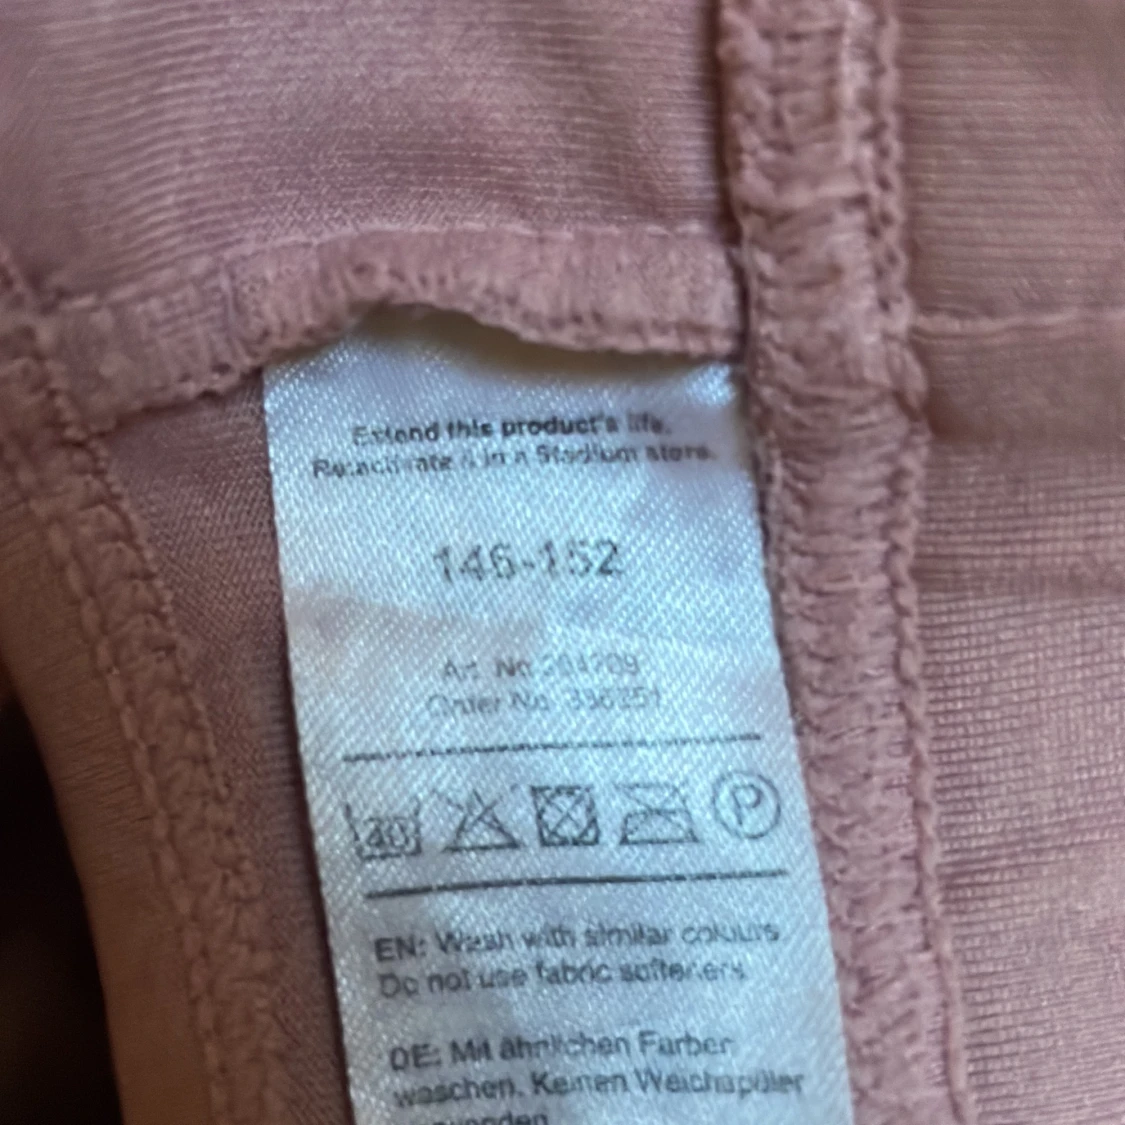 Extend this product's life.
Reactivate it in a Stadium store.
146-152
Art. No
Order No.
40
P
EN: Wash with similar colours.
Do not use fabric softeners.
DE: Mit ähnlichen Farben
waschen. Keinen Weichspüler